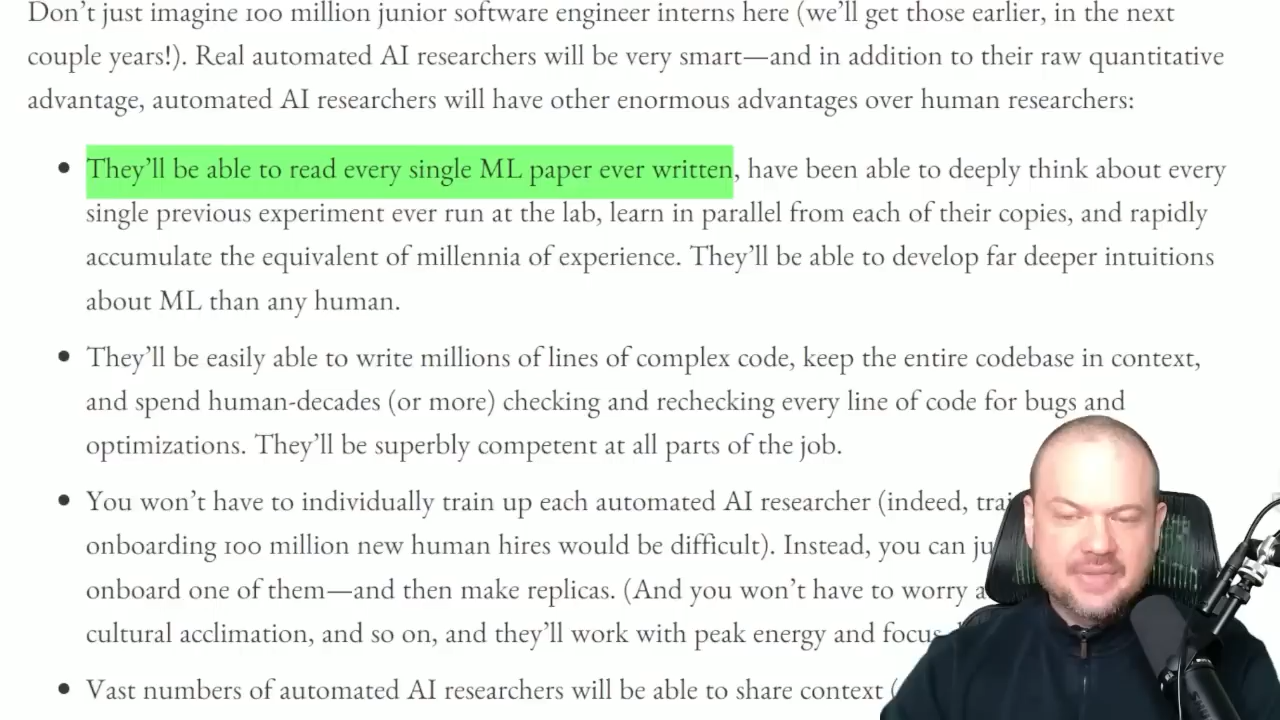 Don't just imagine 100 million junior software engineer interns here (we'll get those earlier, in the next
couple years!). Real automated AI researchers will be very smart—and in addition to their raw quantitative
advantage, automated AI researchers will have other enormous advantages over human researchers:
• They'll be able to read every single ML paper ever written, have been able to deeply think about every
single previous experiment ever run at the lab, learn in parallel from each of their copies, and rapidly
accumulate the equivalent of millennia of experience. They'll be able to develop far deeper intuitions
about ML than any human.
• They'll be easily able to write millions of lines of complex code, keep the entire codebase in context,
and spend human-decades (or more) checking and rechecking every line of code for bugs and
optimizations. They'll be superbly competent at all parts of the job.
• You won't have to individually train up each automated AI researcher (indeed,
onboarding 100 million new human hires would be difficult). Instead, you can
onboard one of them—and then make replicas. (And you won't have to worry
cultural acclimation, and so on, and they'll work with peak energy and focus
• Vast numbers of automated AI researchers will be able to share context (